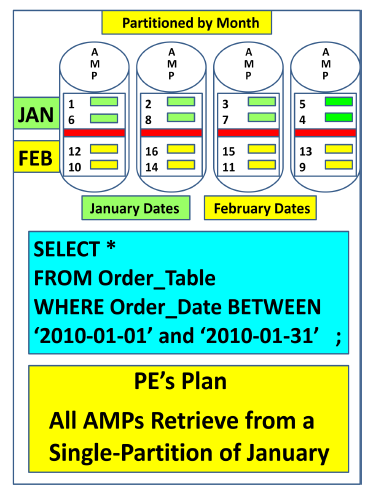 Partitioned by Month
A A A A
M M M M
P P P P
JAN
1 2 3 5
6 8 7 4
FEB
12 16 15 13
10 14 11 9
January Dates February Dates
SELECT *
FROM Order_Table
WHERE Order_Date BETWEEN
‘2010-01-01’ and ‘2010-01-31’ ;
PE’s Plan
All AMPs Retrieve from a
Single-Partition of January